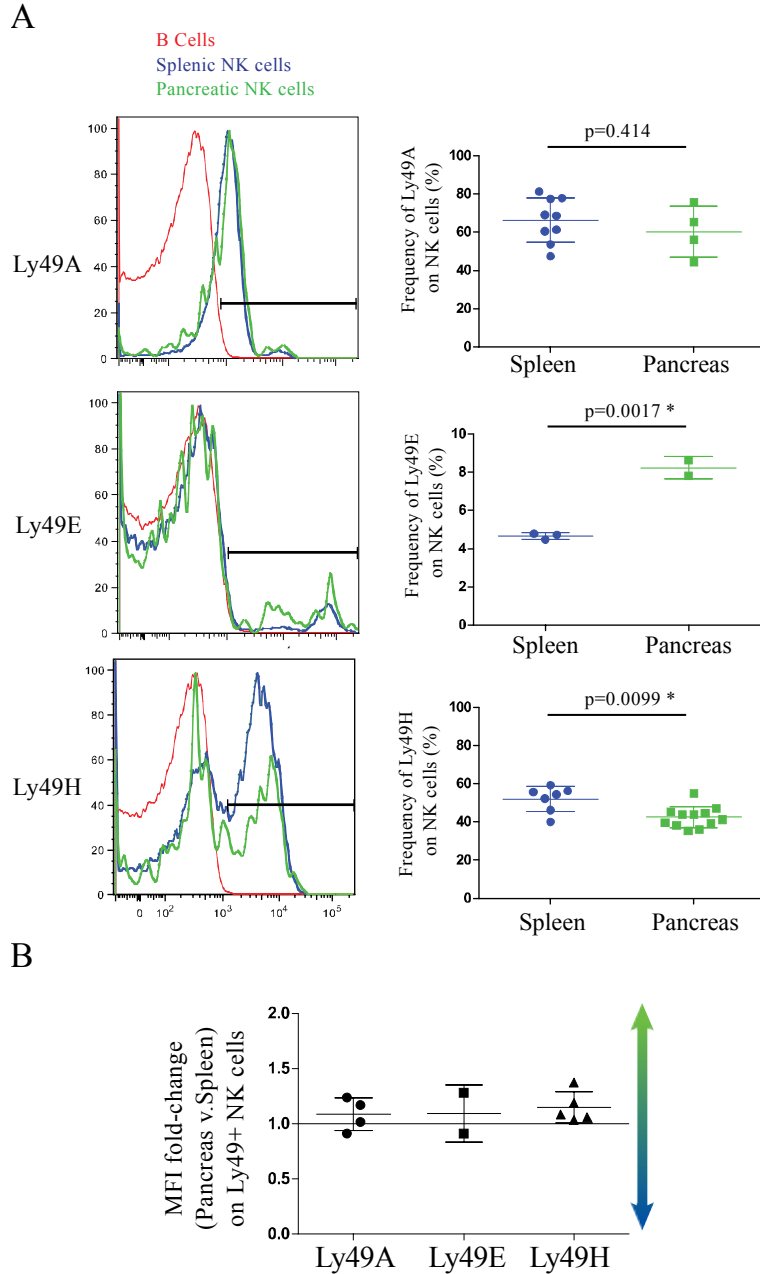 A
B Cells
Splenic NK cells
Pancreatic NK cells
Ly49A
100
80
60
40
20
0
p=0.414
Frequency of Ly49A
on NK cells (%)
100
80
60
40
20
0
Spleen
Pancreas
Ly49E
100
80
60
40
20
0
p=0.0017 *
Frequency of Ly49E
on NK cells (%)
10
8
6
4
2
0
Spleen
Pancreas
Ly49H
100
80
60
40
20
0
0 10² 10³ 10⁴ 10⁵
p=0.0099 *
Frequency of Ly49H
on NK cells (%)
100
80
60
40
20
0
Spleen
Pancreas
B
MFI fold-change
(Pancreas v.Spleen)
on Ly49+ NK cells
2.0
1.5
1.0
0.5
0.0
Ly49A
Ly49E
Ly49H